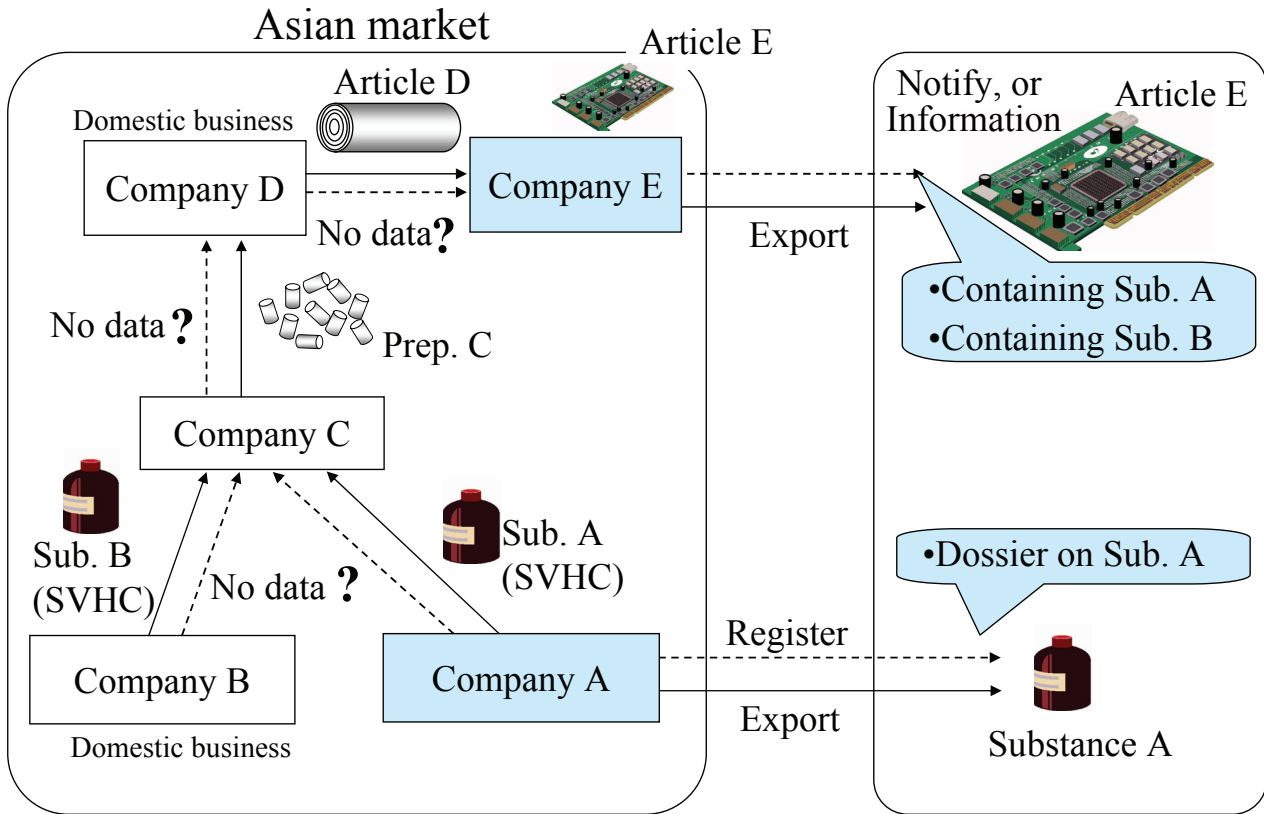 Asian market
Article E
Article D
Domestic business
Company D
Company E
No data ?
No data ?
Prep. C
Company C
Sub. B
(SVHC)
No data ?
Sub. A
(SVHC)
Company B
Company A
Domestic business
Export
Notify, or
Information
Article E
•Containing Sub. A
•Containing Sub. B
•Dossier on Sub. A
Register
Export
Substance A